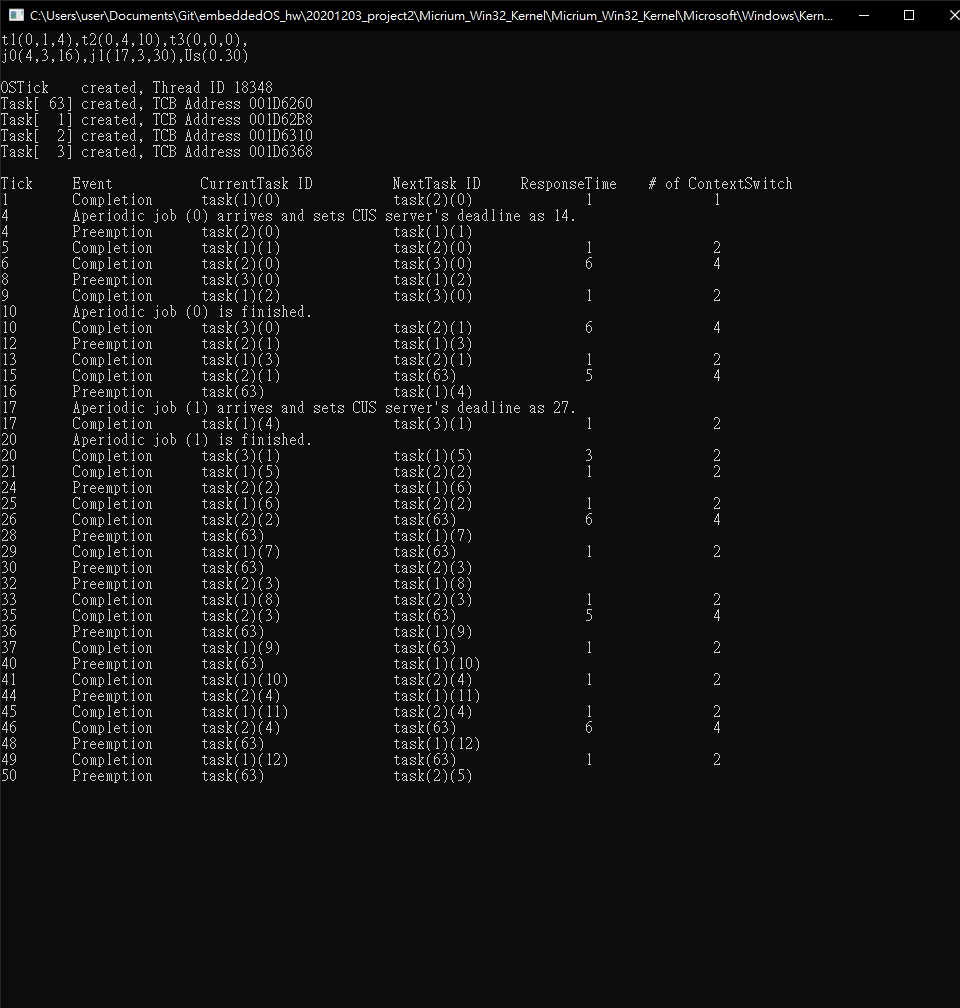 C:\Users\user\Documents\Git\embeddedOS_hw\20201203_project2\Micrium_Win32_Kernel\Micrium_Win32_Kernel\Microsoft\Windows\Kern...
t1(0,1,4),t2(0,4,10),t3(0,0,0),
j0(4,3,16),j1(17,3,30),Us(0.30)
OSTick    created, Thread ID 18348
Task[ 63] created, TCB Address 001D6260
Task[  1] created, TCB Address 001D62B8
Task[  2] created, TCB Address 001D6310
Task[  3] created, TCB Address 001D6368
Tick     Event           CurrentTask ID          NextTask ID     ResponseTime    # of ContextSwitch
1        Completion      task(1)(0)              task(2)(0)              1               1
4        Aperiodic job (0) arrives and sets CUS server's deadline as 14.
4        Preemption      task(2)(0)              task(1)(1)
5        Completion      task(1)(1)              task(2)(0)              1               2
6        Completion      task(2)(0)              task(3)(0)              6               4
8        Preemption      task(3)(0)              task(1)(2)
9        Completion      task(1)(2)              task(3)(0)              1               2
10       Aperiodic job (0) is finished.
10       Completion      task(3)(0)              task(2)(1)              6               4
12       Preemption      task(2)(1)              task(1)(3)
13       Completion      task(1)(3)              task(2)(1)              1               2
15       Completion      task(2)(1)              task(63)                5               4
16       Preemption      task(63)                task(1)(4)
17       Aperiodic job (1) arrives and sets CUS server's deadline as 27.
17       Completion      task(1)(4)              task(3)(1)              1               2
20       Aperiodic job (1) is finished.
20       Completion      task(3)(1)              task(1)(5)              3               2
21       Completion      task(1)(5)              task(2)(2)              1               2
24       Preemption      task(2)(2)              task(1)(6)
25       Completion      task(1)(6)              task(2)(2)              1               2
26       Completion      task(2)(2)              task(63)                6               4
28       Preemption      task(63)                task(1)(7)
29       Completion      task(1)(7)              task(63)                1               2
30       Preemption      task(63)                task(2)(3)
32       Preemption      task(2)(3)              task(1)(8)
33       Completion      task(1)(8)              task(2)(3)              1               2
35       Completion      task(2)(3)              task(63)                5               4
36       Preemption      task(63)                task(1)(9)
37       Completion      task(1)(9)              task(63)                1               2
40       Preemption      task(63)                task(1)(10)
41       Completion      task(1)(10)             task(2)(4)              1               2
44       Preemption      task(2)(4)              task(1)(11)
45       Completion      task(1)(11)             task(2)(4)              1               2
46       Completion      task(2)(4)              task(63)                6               4
48       Preemption      task(63)                task(1)(12)
49       Completion      task(1)(12)             task(63)                1               2
50       Preemption      task(63)                task(2)(5)